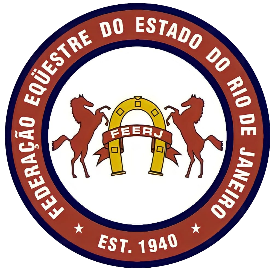 FEDERAÇÃO EQÜESTRE DO ESTADO DO RIO DE JANEIRO
FEERJ
EST. 1940